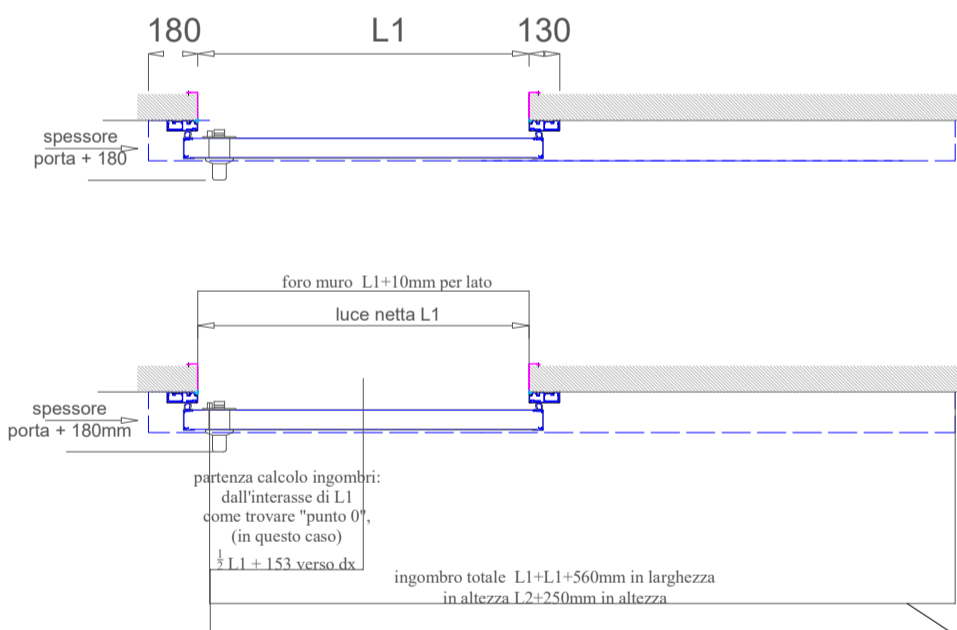 180 L1 130
spessore
porta + 180
foro muro L1+10mm per lato
luce netta L1
spessore
porta + 180mm
partenza calcolo ingombri:
dall'interasse di L1
come trovare "punto 0",
(in questo caso)
½ L1 + 153 verso dx
ingombro totale L1+L1+560mm in larghezza
in altezza L2+250mm in altezza